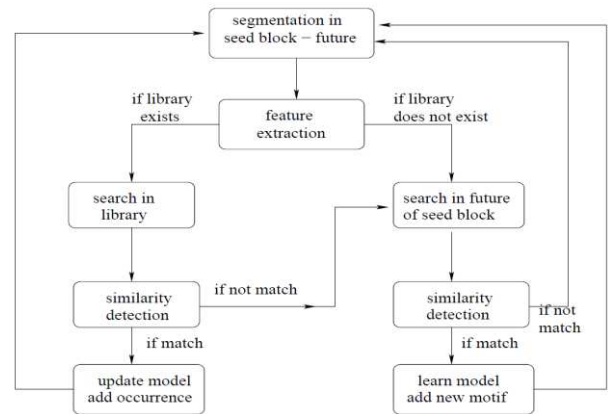 segmentation in
seed block − future
if library
exists
feature
extraction
if library
does not exist
search in
library
search in future
of seed block
similarity
detection
if not match
similarity
detection
if not
match
if match
if match
update model
add occurrence
learn model
add new motif